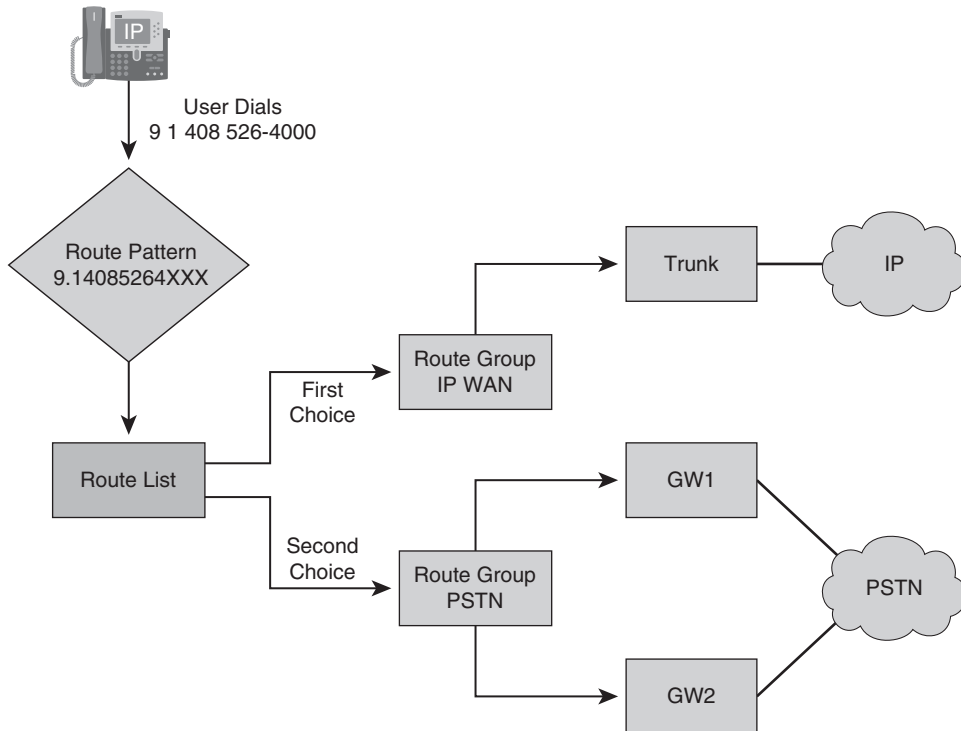 IP
User Dials
9 1 408 526-4000
Route Pattern
9.14085264XXX
Route List
First
Choice
Second
Choice
Route Group
IP WAN
Route Group
PSTN
Trunk
IP
GW1
GW2
PSTN